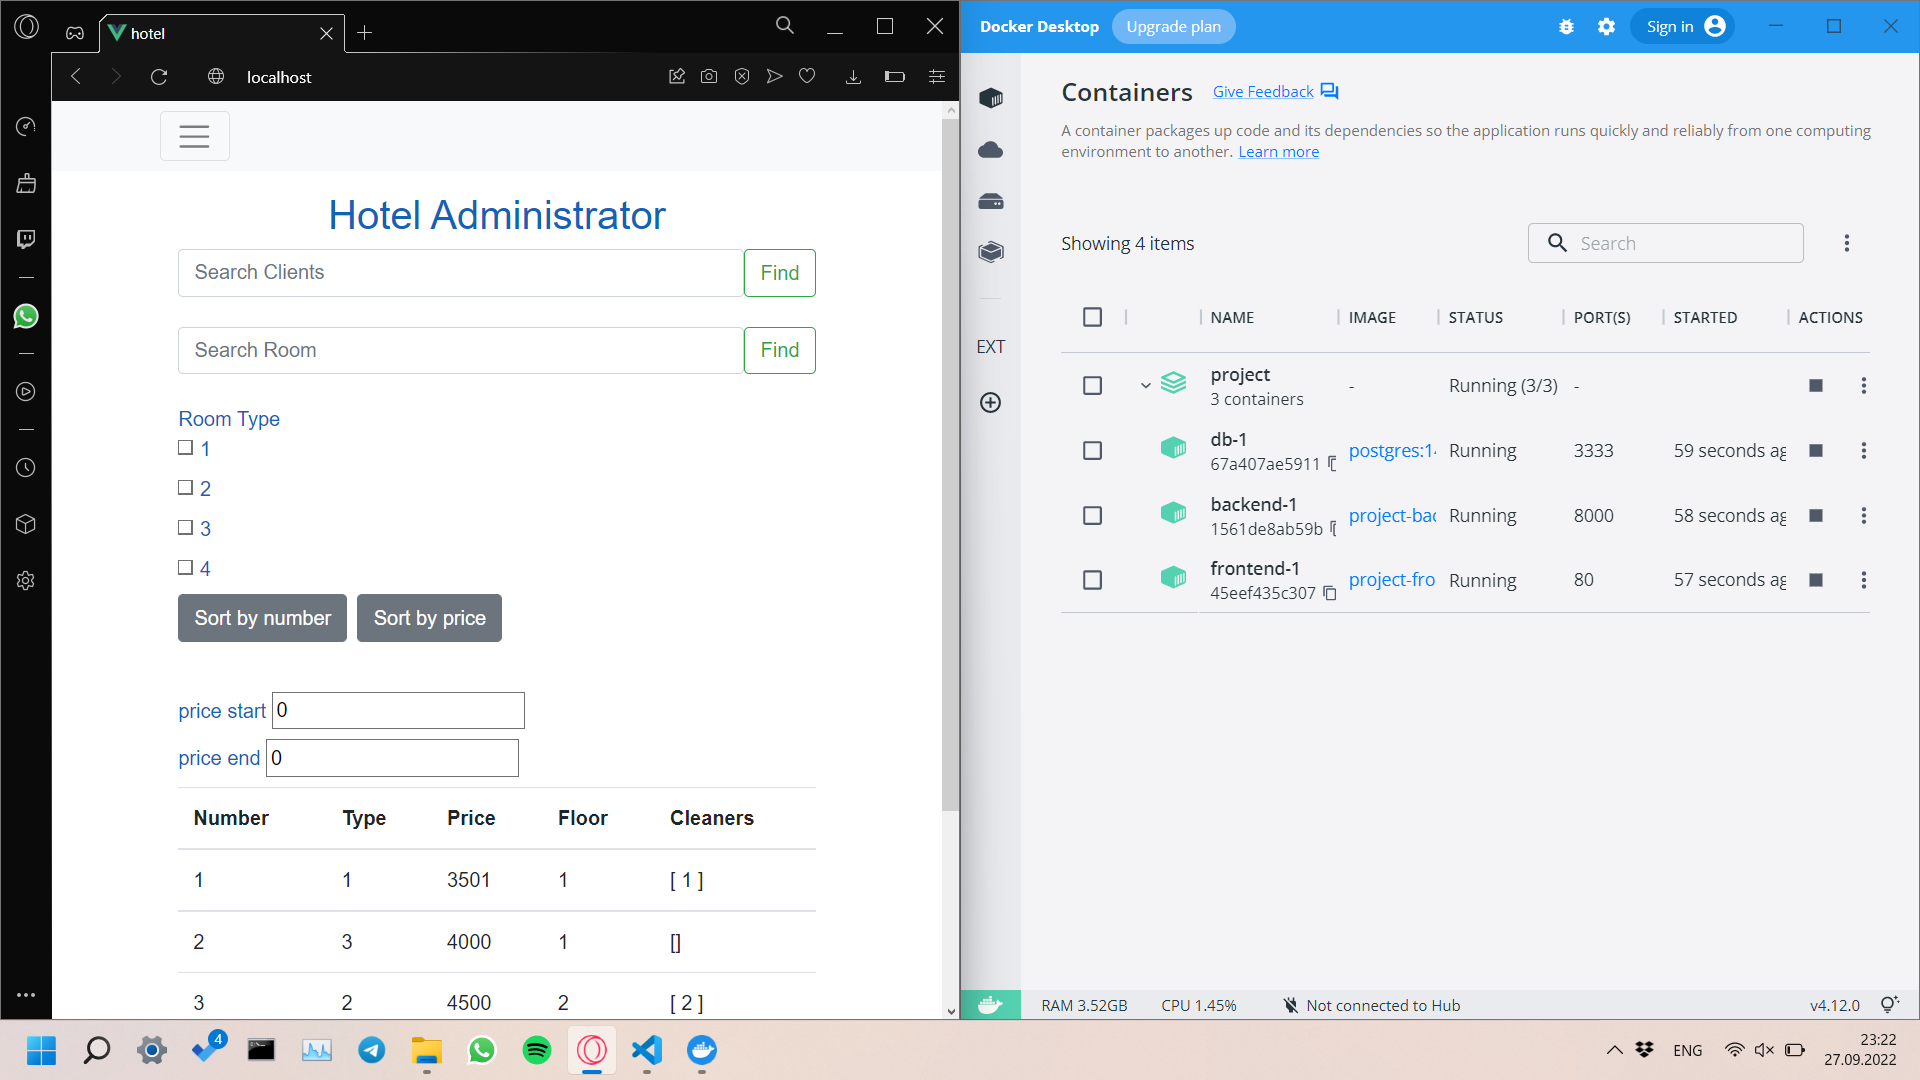 hotel
localhost
Hotel Administrator
Search Clients
Find
Search Room
Find
Room Type
1
2
3
4
Sort by number
Sort by price
price start 0
price end 0
Number Type Price Floor Cleaners
1 1 3501 1 [ 1 ]
2 3 4000 1 []
3 2 4500 2 [ 2 ]
Docker Desktop
Upgrade plan
Sign in
EXT
Containers
Give Feedback
A container packages up code and its dependencies so the application runs quickly and reliably from one computing
environment to another. Learn more
Showing 4 items
Search
NAME IMAGE STATUS PORT(S) STARTED ACTIONS
project
3 containers
- Running (3/3) -
db-1
67a407ae5911
postgres:14 Running 3333 59 seconds ag
backend-1
1561de8ab59b
project-bac Running 8000 58 seconds ag
frontend-1
45eef435c307
project-fro Running 80 57 seconds ag
RAM 3.52GB CPU 1.45% Not connected to Hub v4.12.0
4
ENG
23:22
27.09.2022